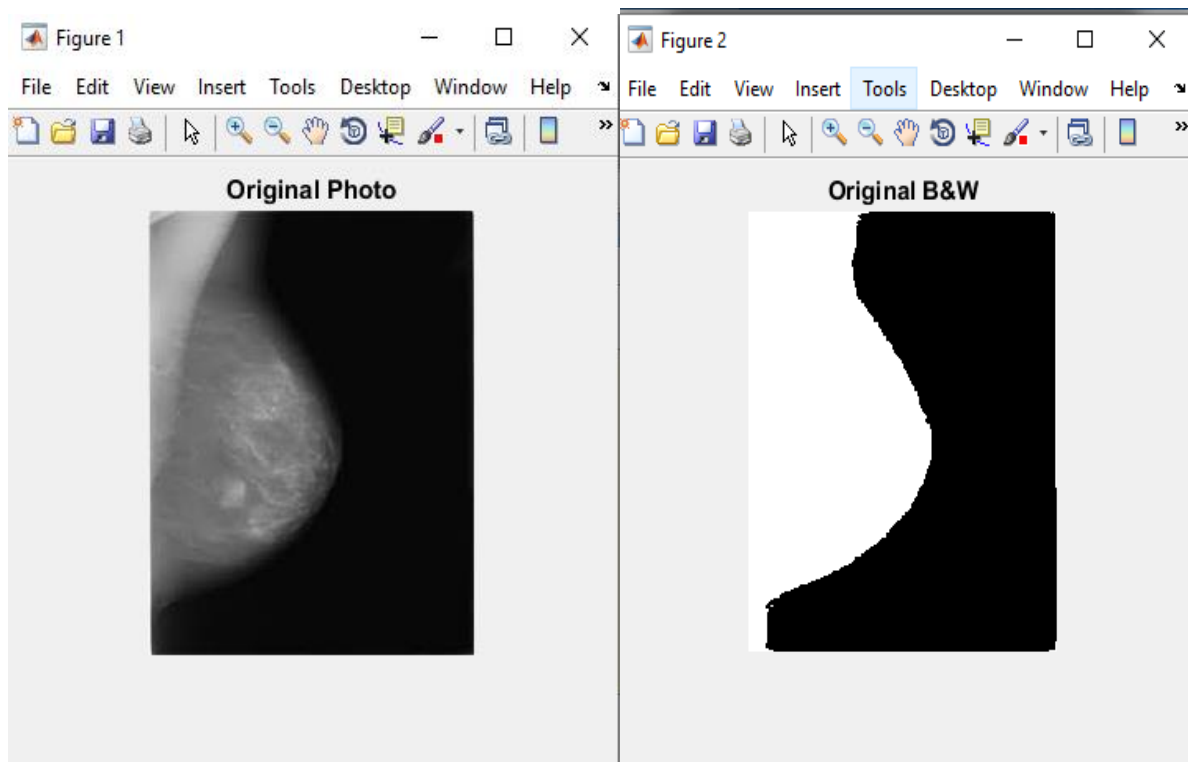 Figure 1
File Edit View Insert Tools Desktop Window Help
Original Photo
Figure 2
File Edit View Insert Tools Desktop Window Help
Original B&W